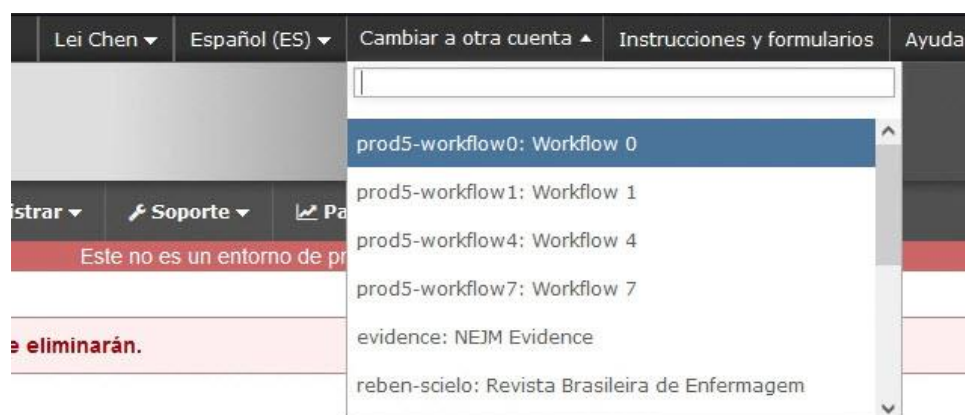 Lei Chen Español (ES) Cambiar a otra cuenta Instrucciones y formularios Ayuda
prod5-workflow0: Workflow 0
prod5-workflow1: Workflow 1
Soporte
prod5-workflow4: Workflow 4
Este no es un entorno de
prod5-workflow7: Workflow 7
eliminarán.
evidence: NEJM Evidence
reben-scielo: Revista Brasileira de Enfermagem